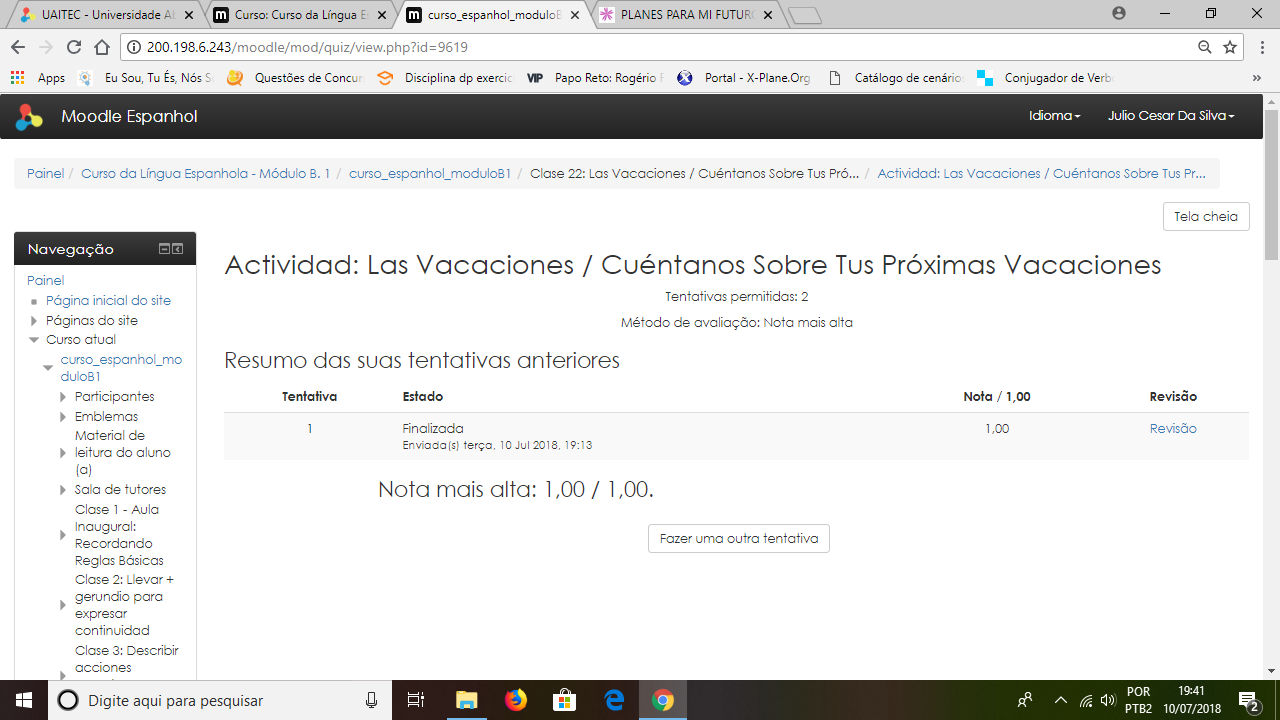 UAITEC - Universidade Ab
Curso: Curso da Língua Es
curso_espanhol_moduloB
PLANES PARA MI FUTURO
200.198.6.243/moodle/mod/quiz/view.php?id=9619
Apps
Eu Sou, Tu És, Nós S
Questões de Concur
Disciplina dp exercic
VIP
Papo Reto: Rogério F
Portal - X-Plane.Org
Catálogo de cenário
Conjugador de Verb
»
Moodle Espanhol
Idioma
Julio Cesar Da Silva
Painel / Curso da Língua Espanhola - Módulo B. 1 / curso_espanhol_moduloB1 / Clase 22: Las Vacaciones / Cuéntanos Sobre Tus Pró... / Actividad: Las Vacaciones / Cuéntanos Sobre Tus Pr...
Tela cheia
Navegação
Painel
Página inicial do site
Páginas do site
Curso atual
curso_espanhol_mo
duloB1
Participantes
Emblemas
Material de
leitura do aluno
(a)
Sala de tutores
Clase 1 - Aula
Inaugural:
Recordando
Reglas Básicas
Clase 2: Llevar +
gerundio para
expresar
continuidad
Clase 3: Describir
acciones
Actividad: Las Vacaciones / Cuéntanos Sobre Tus Próximas Vacaciones
Tentativas permitidas: 2
Método de avaliação: Nota mais alta
Resumo das suas tentativas anteriores
Tentativa Estado Nota / 1,00 Revisão
1 Finalizada 1,00 Revisão
Enviada(s) terça, 10 Jul 2018, 19:13
Nota mais alta: 1,00 / 1,00.
Fazer uma outra tentativa
Digite aqui para pesquisar
POR
PTB2
19:41
10/07/2018
2